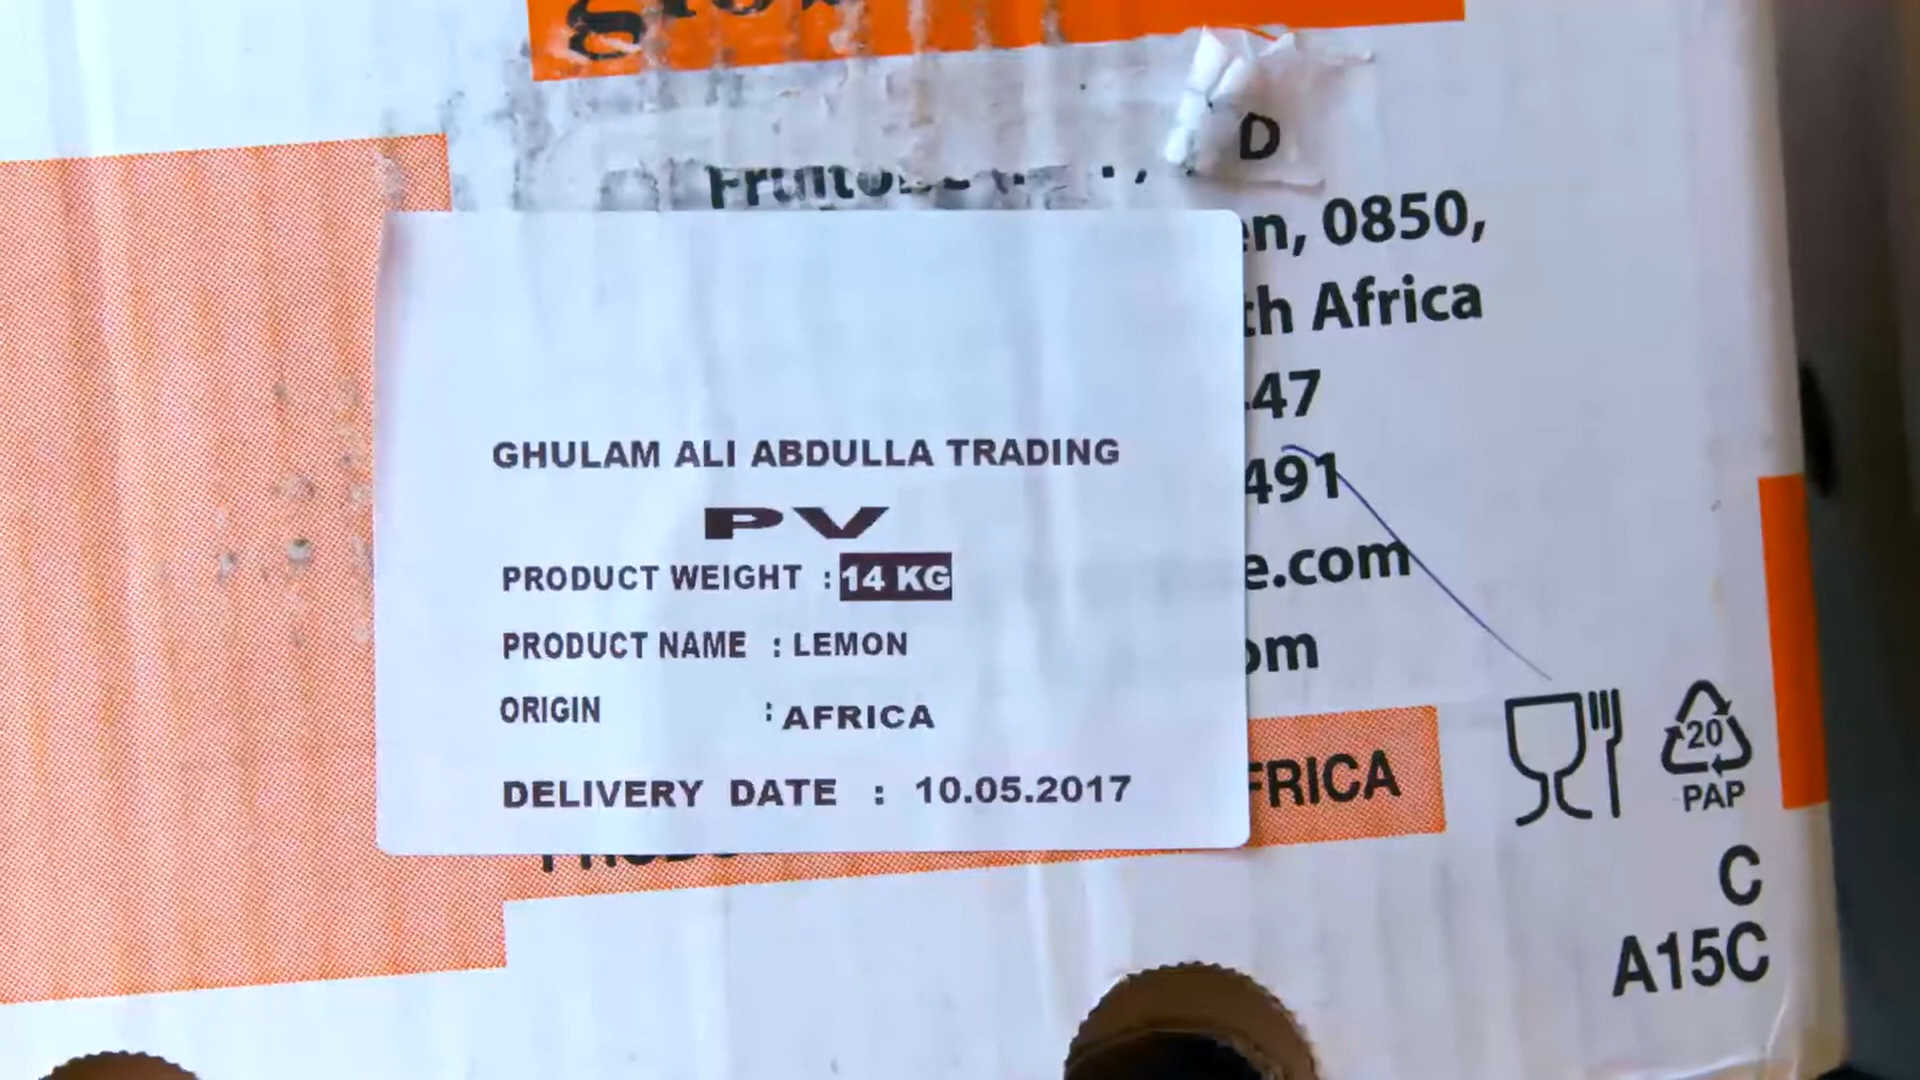 D
en, 0850,
th Africa
47
491
e.com
om
GHULAM ALI ABDULLA TRADING
PV
PRODUCT WEIGHT : 14 KG
PRODUCT NAME : LEMON
ORIGIN : AFRICA
DELIVERY DATE : 10.05.2017
FRICA
20
PAP
C
A15C